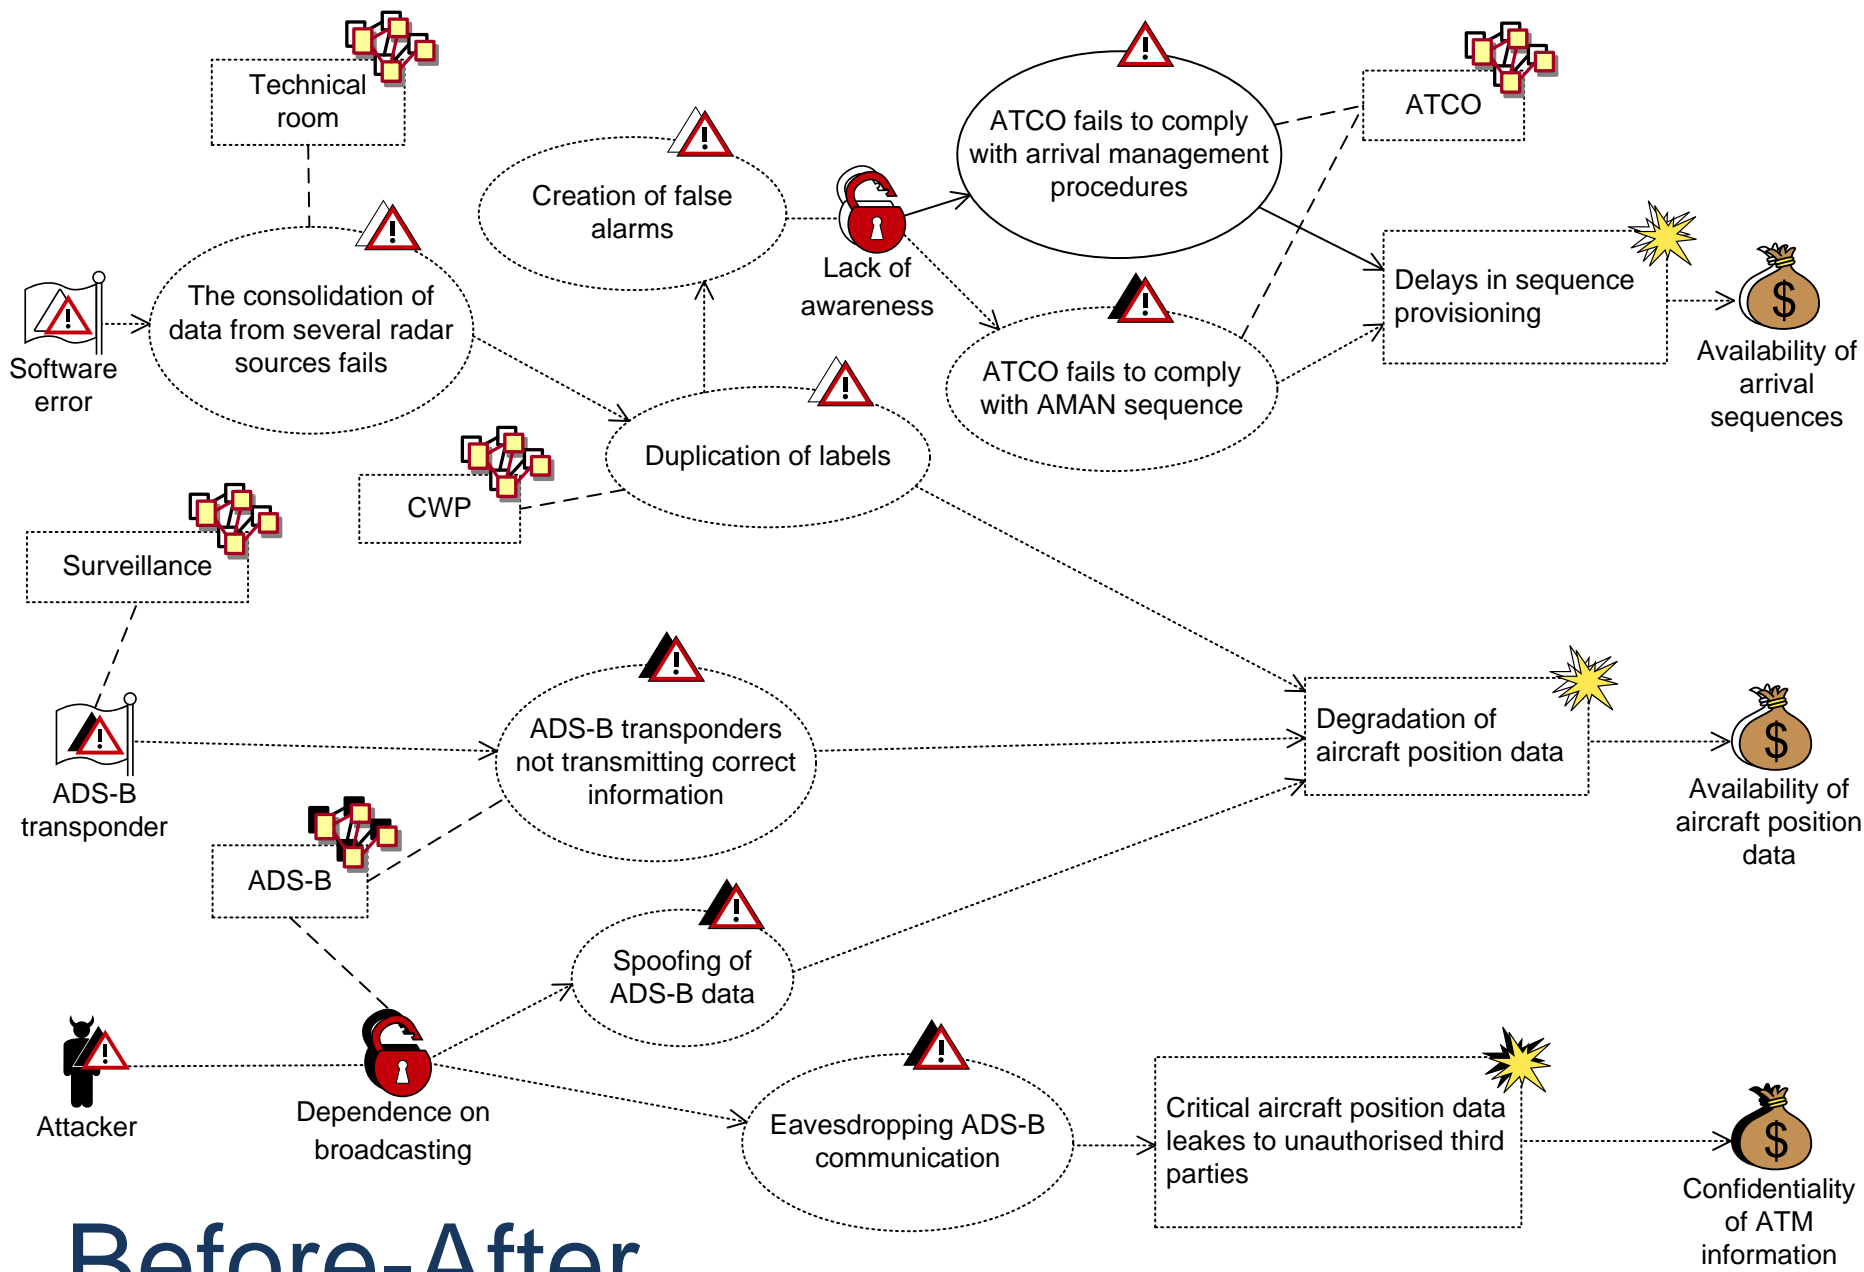 Technical
room
ATCO fails to comply
with arrival management
procedures
ATCO
Creation of false
alarms
Lack of
awareness
Delays in sequence
provisioning
Availability of
arrival
sequences
The consolidation of
data from several radar
sources fails
Software
error
ATCO fails to comply
with AMAN sequence
Duplication of labels
CWP
Surveillance
ADS-B
transponder
ADS-B transponders
not transmitting correct
information
Degradation of
aircraft position data
Availability of
aircraft position
data
ADS-B
Spoofing of
ADS-B data
Attacker
Dependence on
broadcasting
Eavesdropping ADS-B
communication
Critical aircraft position data
leakes to unauthorised third
parties
Confidentiality
of ATM
information
Before-After